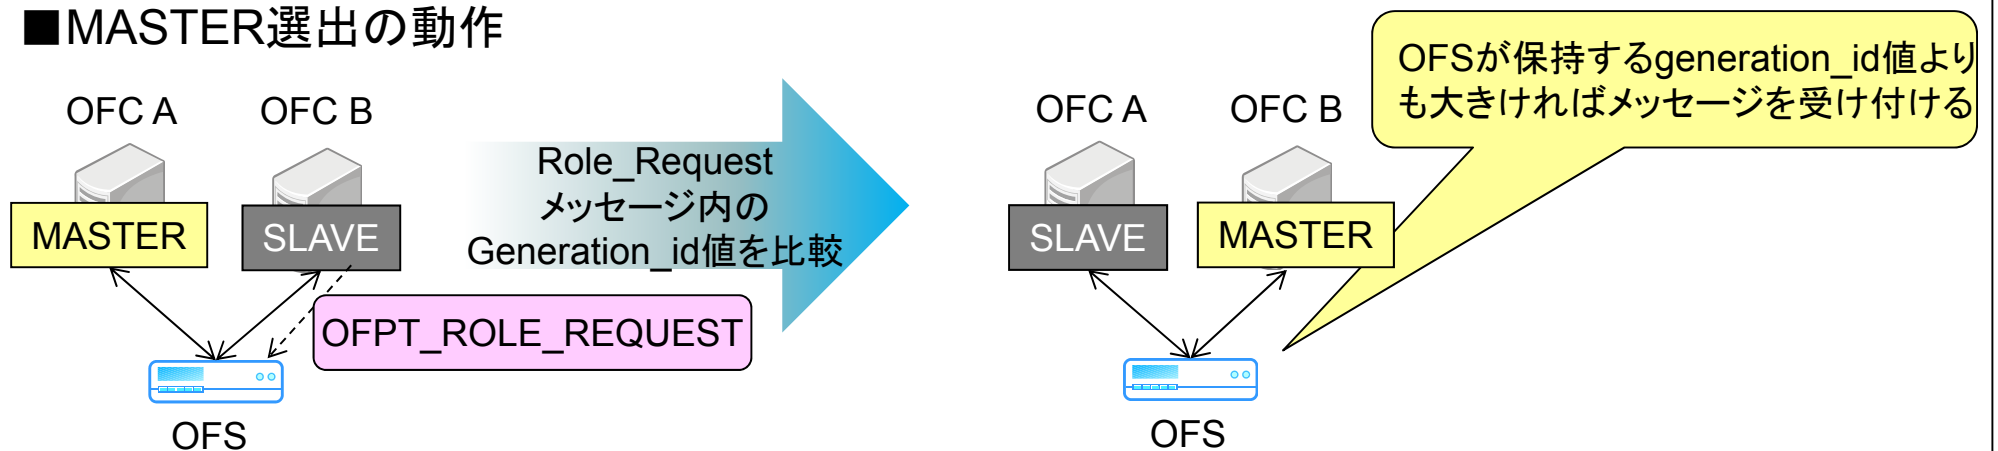 ■MASTER選出の動作
OFC A
OFC B
MASTER
SLAVE
OFPT_ROLE_REQUEST
OFS
Role_Request
メッセージ内の
Generation_id値を比較
OFC A
OFC B
SLAVE
MASTER
OFS
OFSが保持するgeneration_id値より
も大きければメッセージを受け付ける